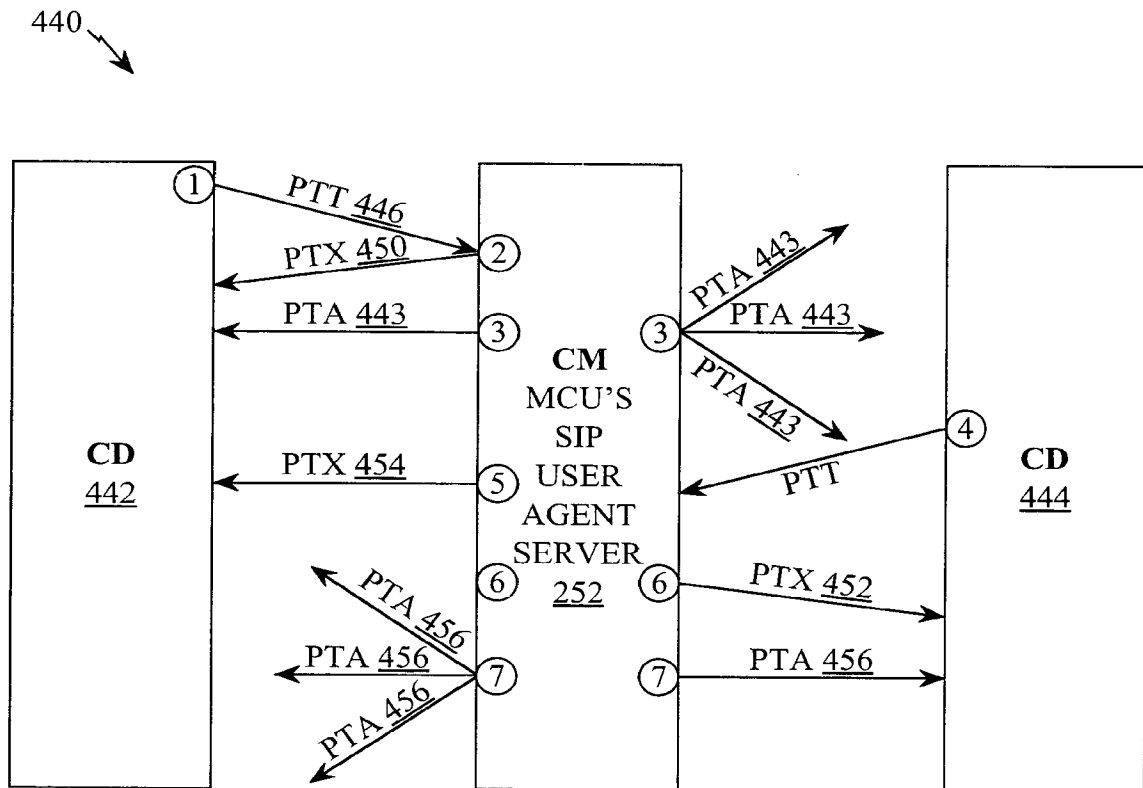 440
1
PTT 446
2
PTX 450
PTA 443
3
3
PTA 443
PTA 443
PTA 443
CM
MCU'S
SIP
USER
AGENT
SERVER
252
CD
442
4
PTT
CD
444
PTX 454
5
6
6
PTX 452
PTA 456
PTA 456
PTA 456
7
7
PTA 456